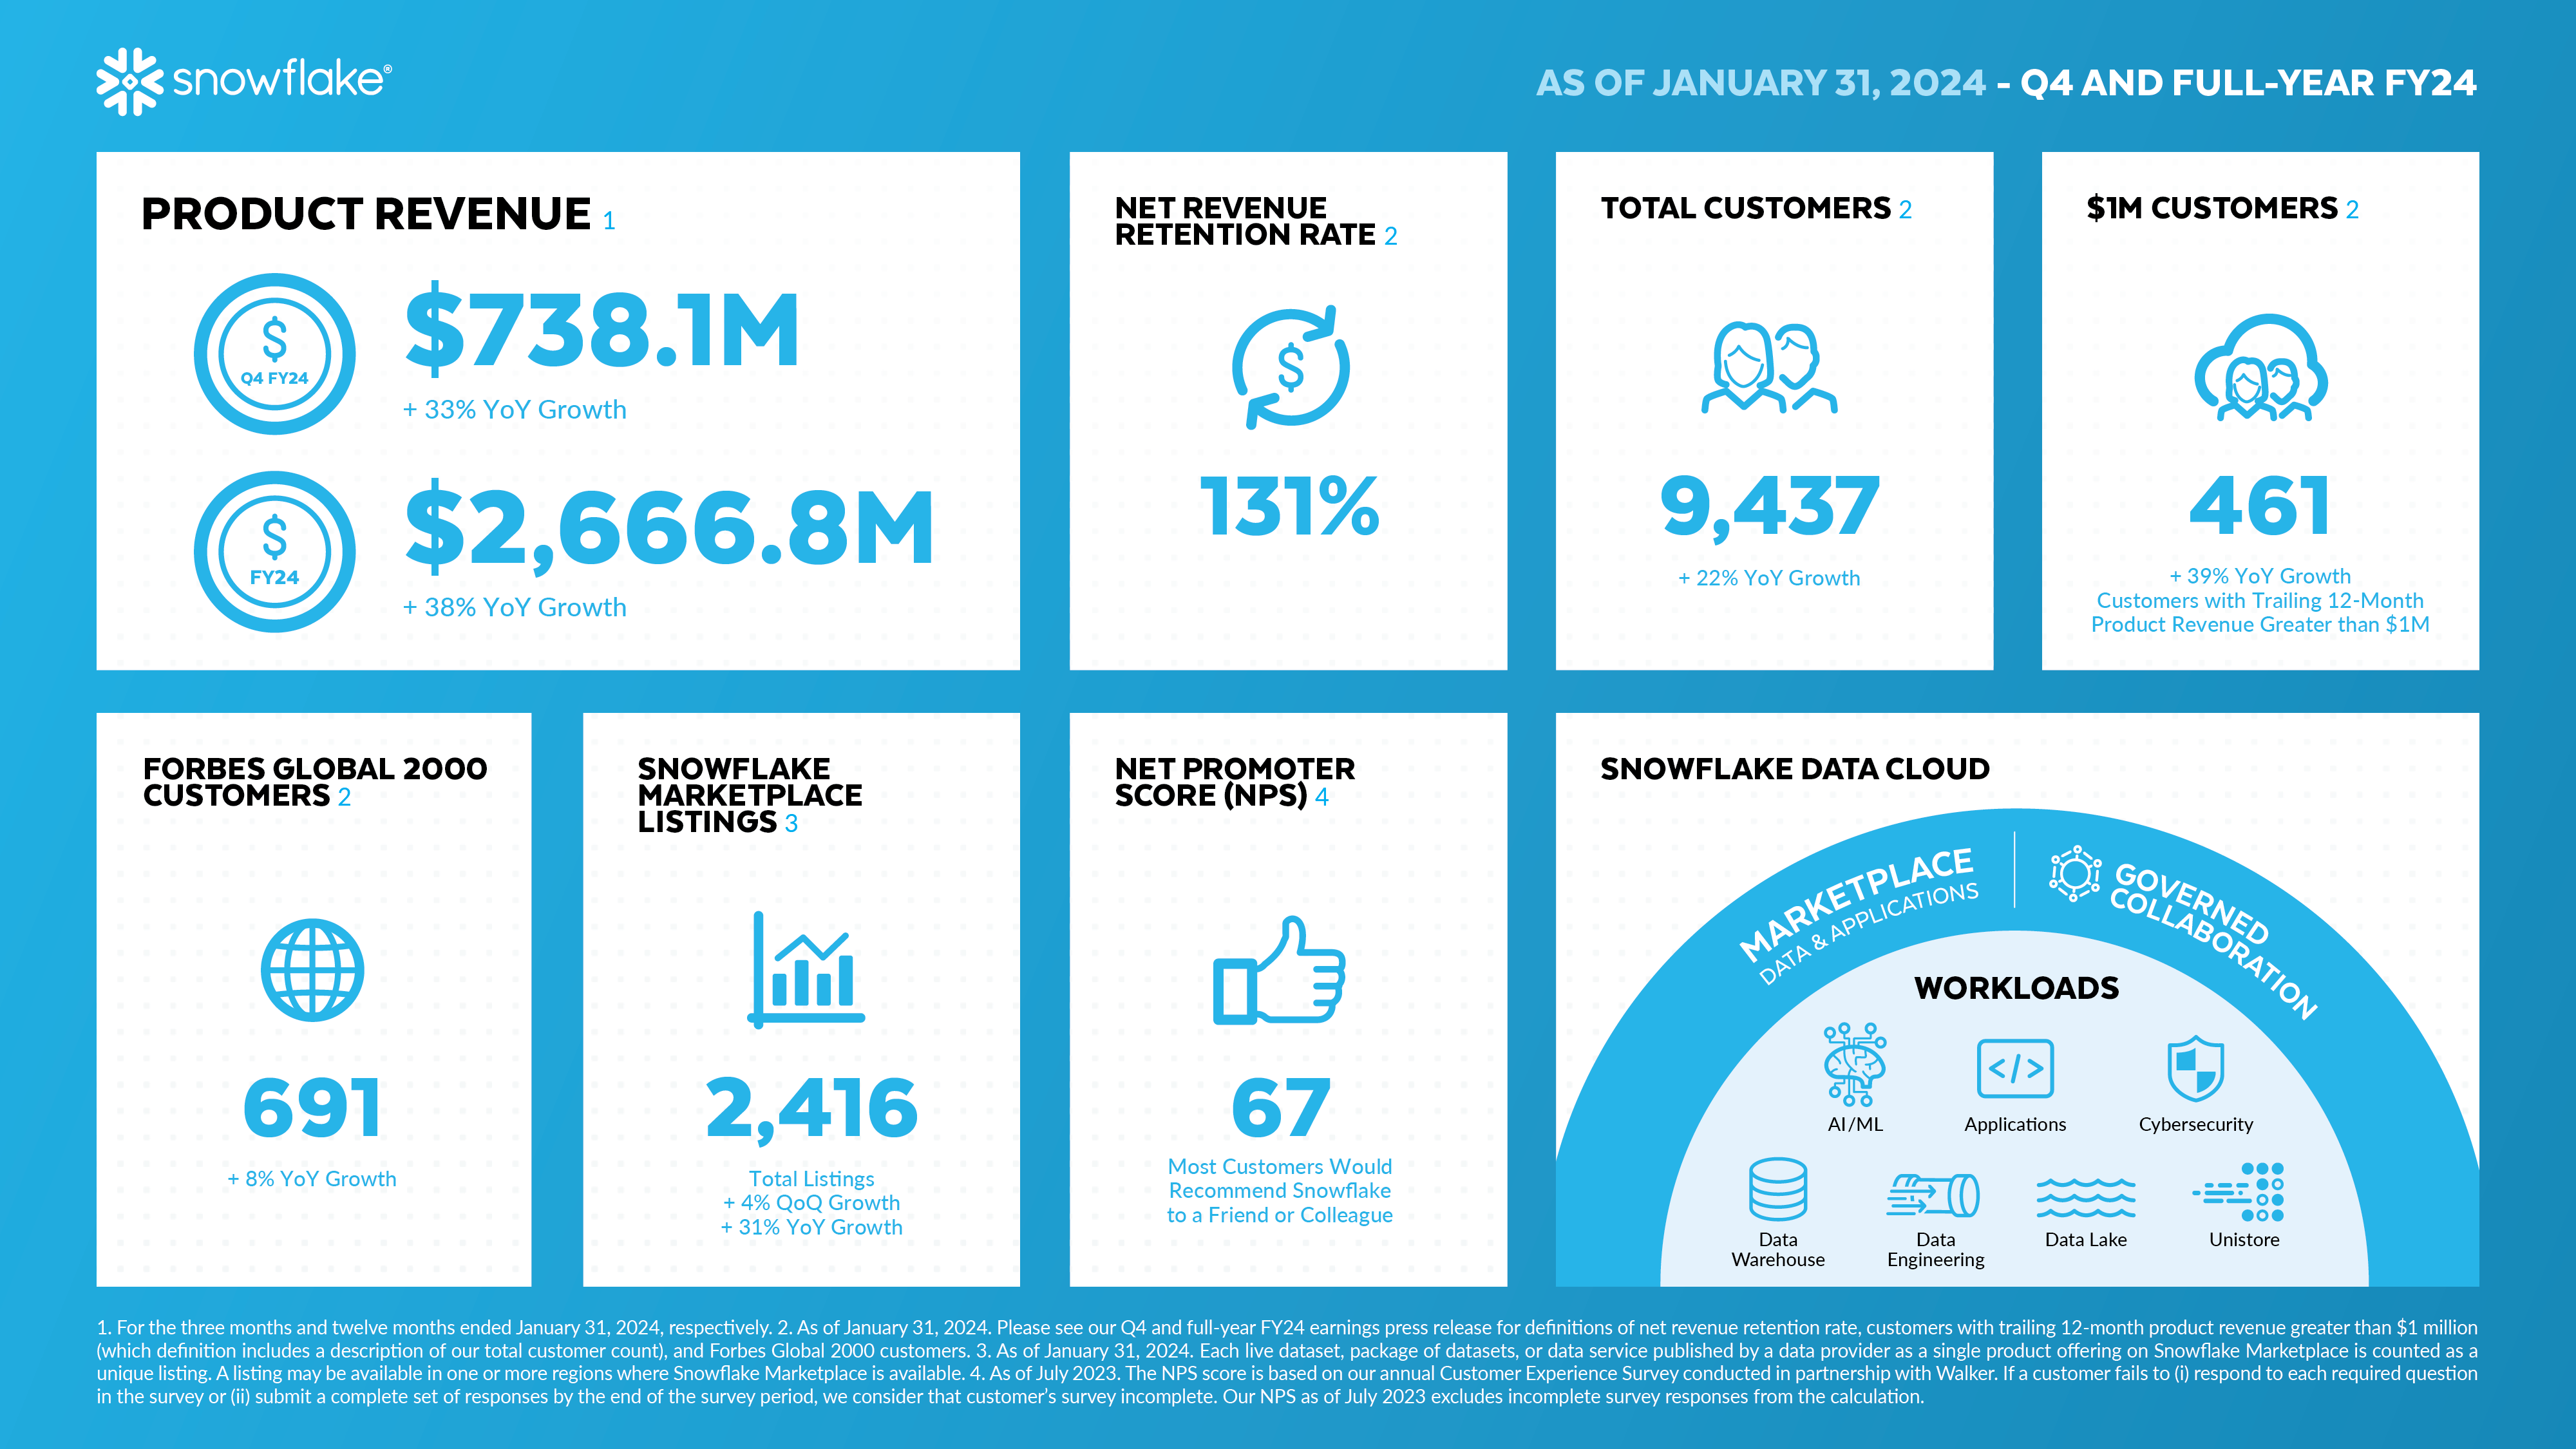 snowflake®
AS OF JANUARY 31, 2024 - Q4 AND FULL-YEAR FY24
PRODUCT REVENUE 1
$
Q4 FY24
$738.1M
+ 33% YoY Growth
$
FY24
$2,666.8M
+ 38% YoY Growth
NET REVENUE
RETENTION RATE 2
$
131%
TOTAL CUSTOMERS 2
9,437
+ 22% YoY Growth
$1M CUSTOMERS 2
461
+ 39% YoY Growth
Customers with Trailing 12-Month
Product Revenue Greater than $1M
FORBES GLOBAL 2000
CUSTOMERS 2
691
+ 8% YoY Growth
SNOWFLAKE
MARKETPLACE
LISTINGS 3
2,416
Total Listings
+ 4% QoQ Growth
+ 31% YoY Growth
NET PROMOTER
SCORE (NPS) 4
67
Most Customers Would
Recommend Snowflake
to a Friend or Colleague
SNOWFLAKE DATA CLOUD
MARKETPLACE
DATA & APPLICATIONS
GOVERNED
COLLABORATION
WORKLOADS
</>
AI/ML
Applications
Cybersecurity
Data
Warehouse
Data
Engineering
Data Lake
Unistore
1. For the three months and twelve months ended January 31, 2024, respectively. 2. As of January 31, 2024. Please see our Q4 and full-year FY24 earnings press release for definitions of net revenue retention rate, customers with trailing 12-month product revenue greater than $1 million
(which definition includes a description of our total customer count), and Forbes Global 2000 customers. 3. As of January 31, 2024. Each live dataset, package of datasets, or data service published by a data provider as a single product offering on Snowflake Marketplace is counted as a
unique listing. A listing may be available in one or more regions where Snowflake Marketplace is available. 4. As of July 2023. The NPS score is based on our annual Customer Experience Survey conducted in partnership with Walker. If a customer fails to (i) respond to each required question
in the survey or (ii) submit a complete set of responses by the end of the survey period, we consider that customer's survey incomplete. Our NPS as of July 2023 excludes incomplete survey responses from the calculation.